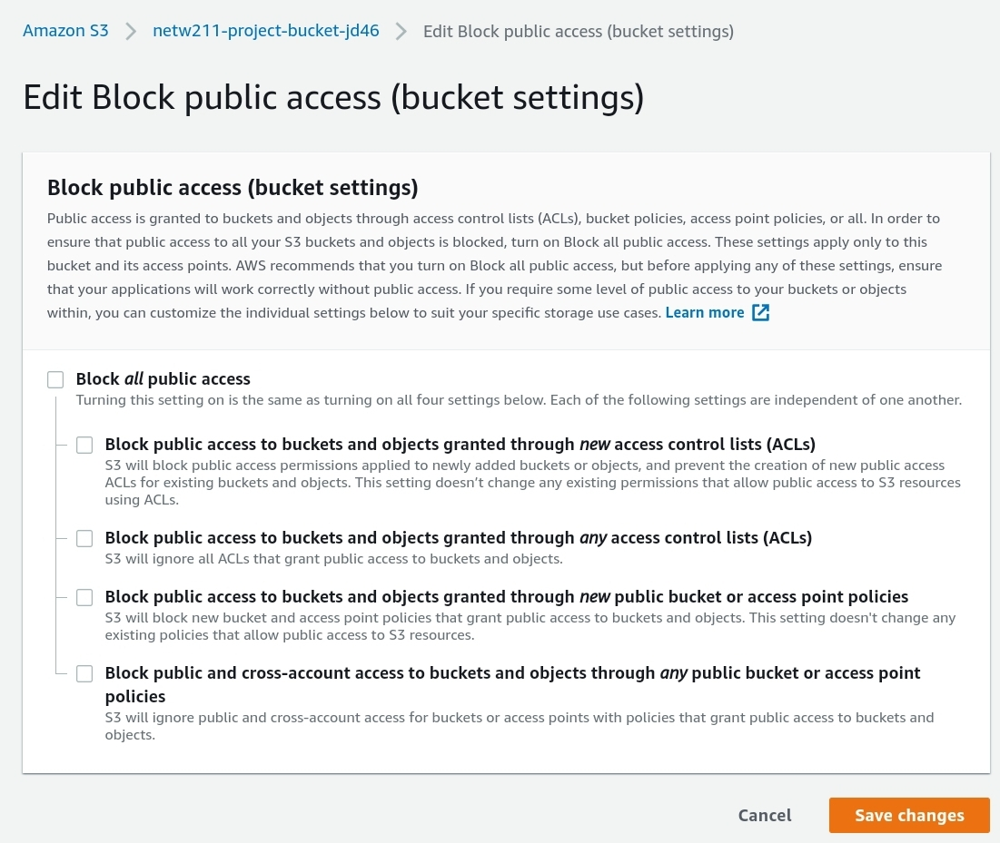 Amazon S3 > netw211-project-bucket-jd46 > Edit Block public access (bucket settings)
Edit Block public access (bucket settings)
Block public access (bucket settings)
Public access is granted to buckets and objects through access control lists (ACLs), bucket policies, access point policies, or all. In order to
ensure that public access to all your S3 buckets and objects is blocked, turn on Block all public access. These settings apply only to this
bucket and its access points. AWS recommends that you turn on Block all public access, but before applying any of these settings, ensure
that your applications will work correctly without public access. If you require some level of public access to your buckets or objects
within, you can customize the individual settings below to suit your specific storage use cases. Learn more
Block all public access
Turning this setting on is the same as turning on all four settings below. Each of the following settings are independent of one another.
Block public access to buckets and objects granted through new access control lists (ACLs)
S3 will block public access permissions applied to newly added buckets or objects, and prevent the creation of new public access
ACLs for existing buckets and objects. This setting doesn’t change any existing permissions that allow public access to S3 resources
using ACLs.
Block public access to buckets and objects granted through any access control lists (ACLs)
S3 will ignore all ACLs that grant public access to buckets and objects.
Block public access to buckets and objects granted through new public bucket or access point policies
S3 will block new bucket and access point policies that grant public access to buckets and objects. This setting doesn't change any
existing policies that allow public access to S3 resources.
Block public and cross-account access to buckets and objects through any public bucket or access point
policies
S3 will ignore public and cross-account access for buckets or access points with policies that grant public access to buckets and
objects.
Cancel
Save changes